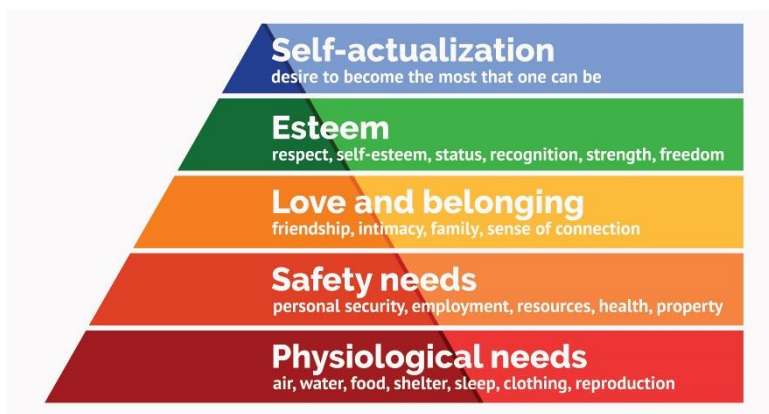 Self-actualization
desire to become the most that one can be
Esteem
respect, self-esteem, status, recognition, strength, freedom
Love and belonging
friendship, intimacy, family, sense of connection
Safety needs
personal security, employment, resources, health, property
Physiological needs
air, water, food, shelter, sleep, clothing, reproduction